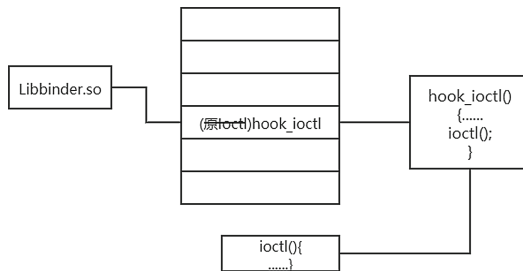 Libbinder.so
(原Ioctl)hook_ioctl
hook_ioctl()
{......
ioctl();
}
ioctl(){
......}